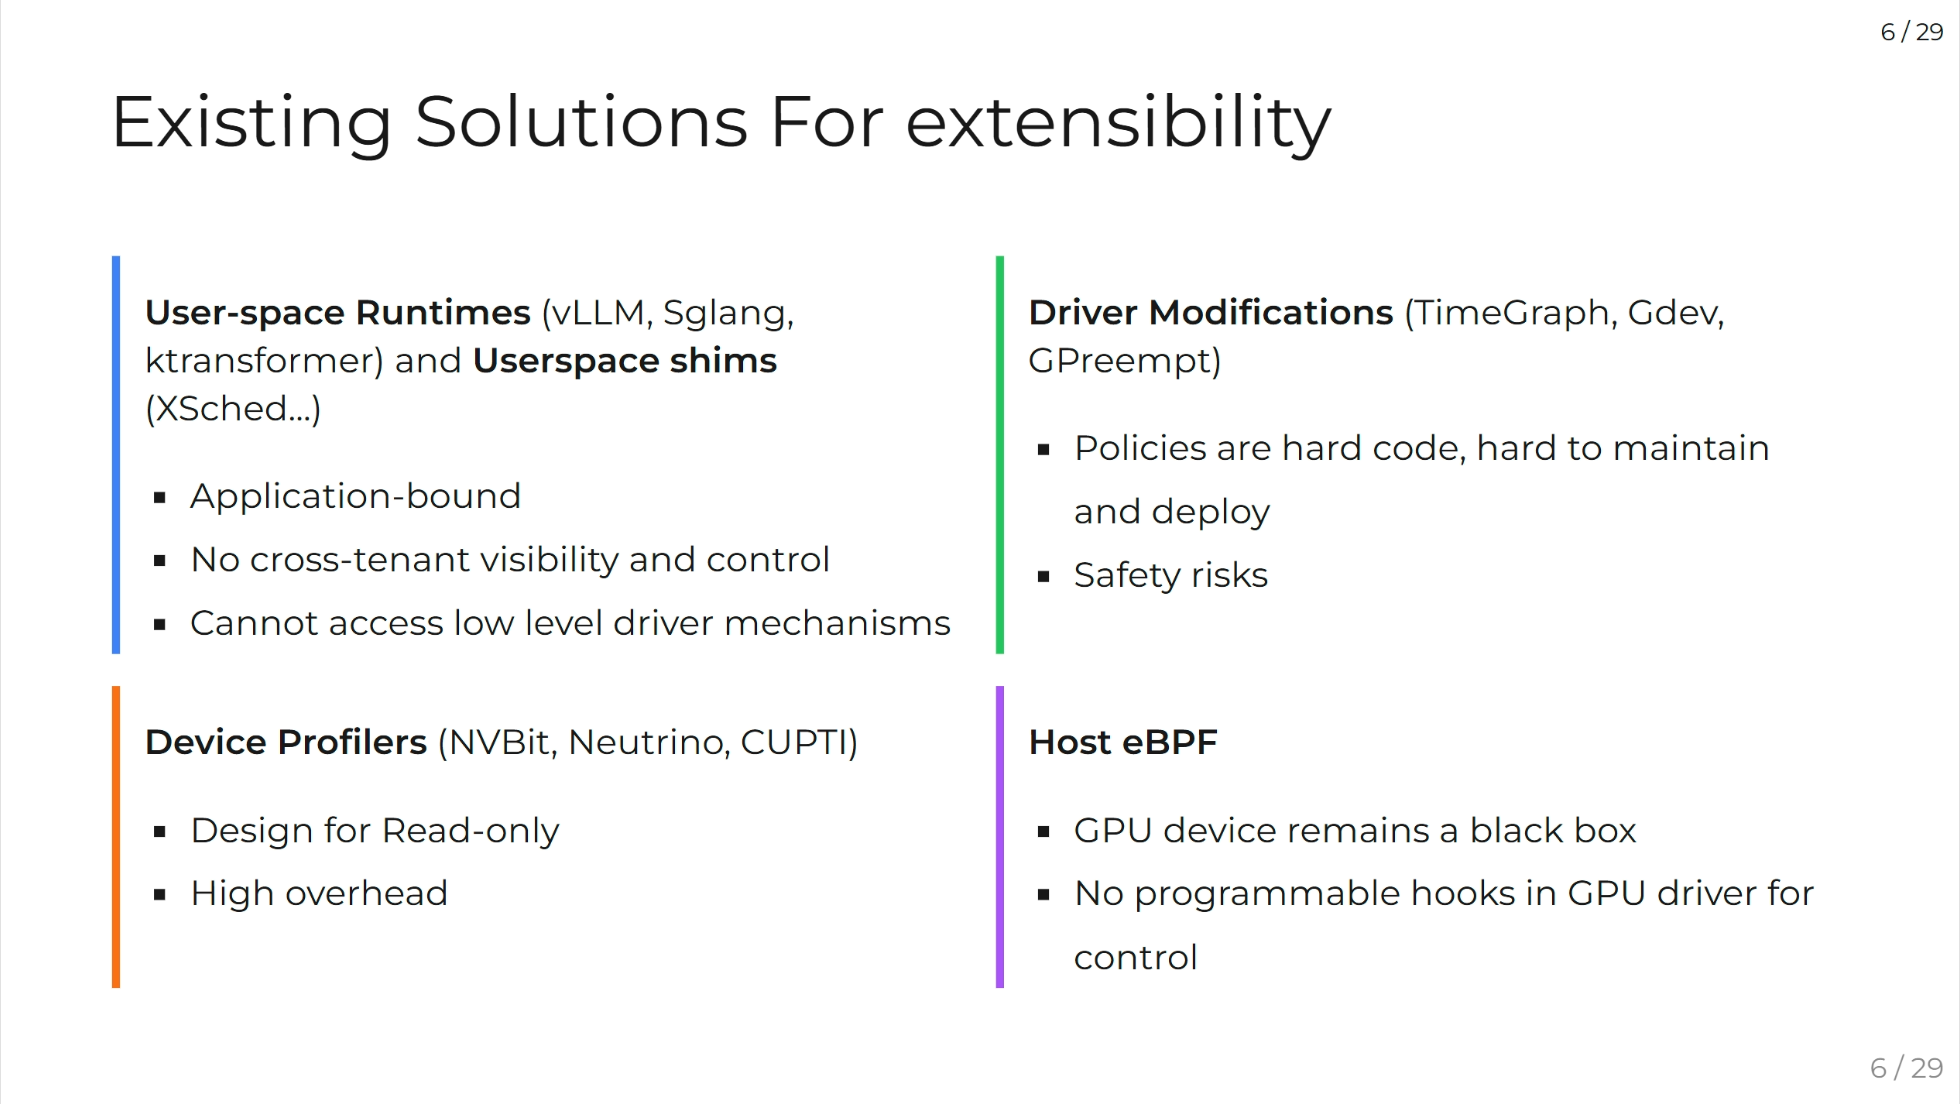 6 / 29
Existing Solutions For extensibility
User-space Runtimes (vLLM, Sglang,
ktransformer) and Userspace shims
(XSched...)
▪ Application-bound
▪ No cross-tenant visibility and control
▪ Cannot access low level driver mechanisms
Driver Modifications (TimeGraph, Gdev,
GPreempt)
▪ Policies are hard code, hard to maintain
and deploy
▪ Safety risks
Device Profilers (NVBit, Neutrino, CUPTI)
▪ Design for Read-only
▪ High overhead
Host eBPF
▪ GPU device remains a black box
▪ No programmable hooks in GPU driver for
control
6 / 29